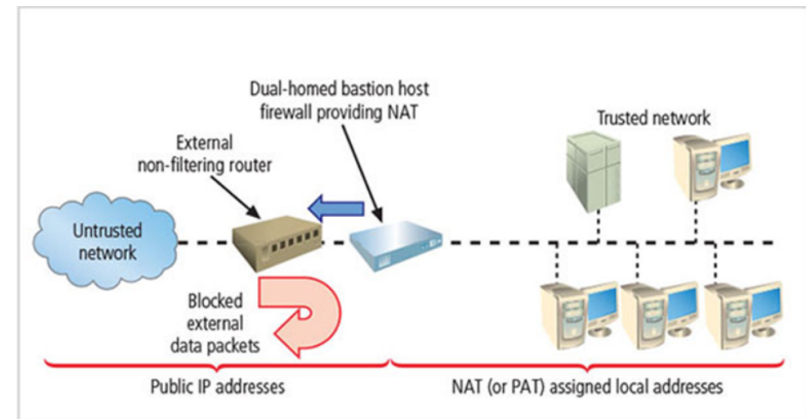 Dual-homed bastion host
firewall providing NAT
Trusted network
External
non-filtering router
Untrusted
network
Blocked
external
data packets
Public IP addresses
NAT (or PAT) assigned local addresses